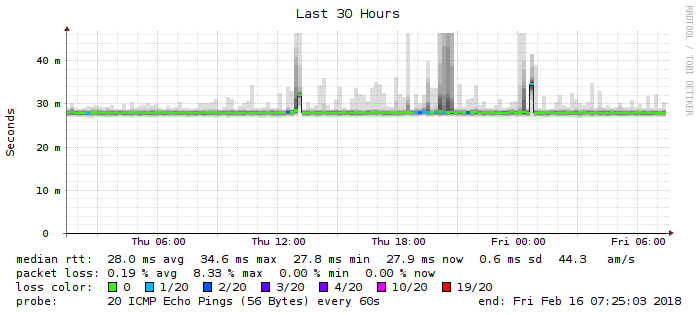 Last 30 Hours
RRDTOOL / TOBI OETIKER
Seconds
40 m
30 m
20 m
10 m
0
Thu 06:00 Thu 12:00 Thu 18:00 Fri 00:00 Fri 06:00
median rtt: 28.0 ms avg 34.6 ms max 27.8 ms min 27.9 ms now 0.6 ms sd 44.3 am/s
packet loss: 0.19 % avg 8.33 % max 0.00 % min 0.00 % now
loss color: 0 1/20 2/20 3/20 4/20 10/20 19/20
probe: 20 ICMP Echo Pings (56 Bytes) every 60s end: Fri Feb 16 07:25:03 2018